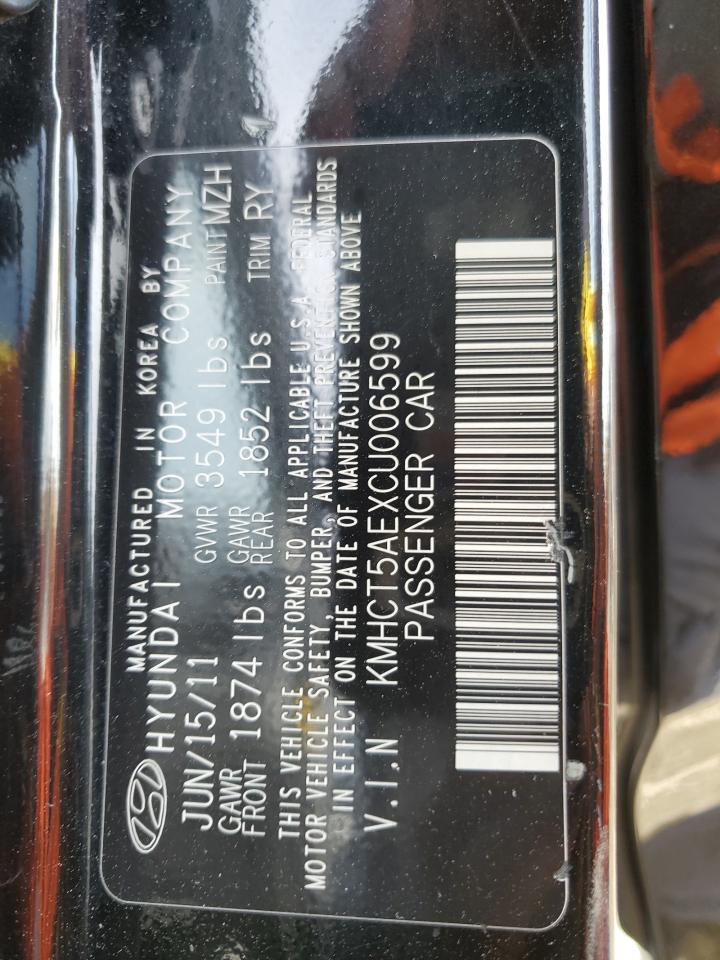 MANUFACTURED IN KOREA BY
HYUNDAI MOTOR COMPANY
JUN/15/11 GVWR 3549 lbs PAINT MZH
GAWR FRONT 1874 lbs GAWR REAR 1852 lbs TRIM RY
THIS VEHICLE CONFORMS TO ALL APPLICABLE U.S.A FEDERAL
MOTOR VEHICLE SAFETY, BUMPER, AND THEFT PREVENTION STANDARDS
IN EFFECT ON THE DATE OF MANUFACTURE SHOWN ABOVE
V.I.N KMHCT5AEXCU006599
PASSENGER CAR